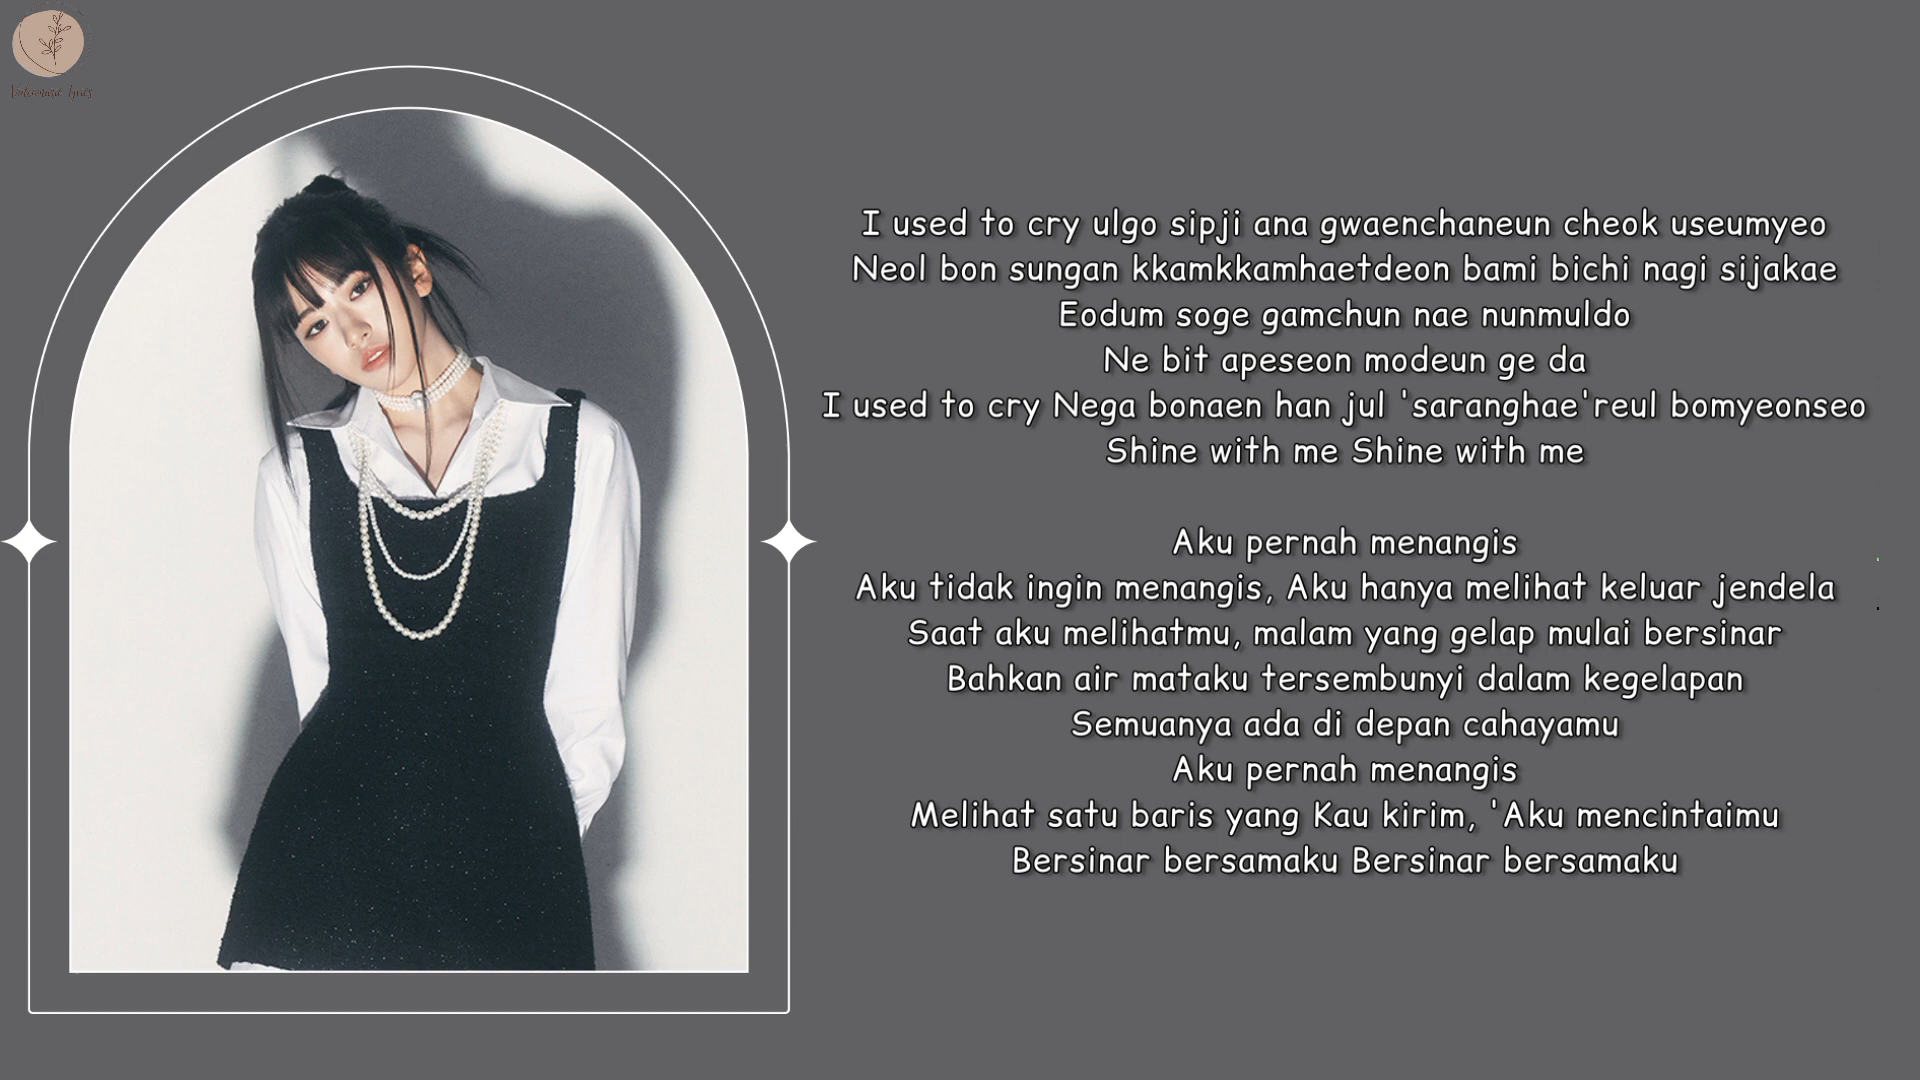 I used to cry ulgo sipji ana gwaenchaneun cheok useumyeo
Neol bon sungan kkamkkamhaetdeon bami bichi nagi sijakae
Eodum soge gamchun nae nunmuldo
Ne bit apeseon modeun ge da
I used to cry Nega bonaen han jul 'saranghae'reul bomyeonseo
Shine with me Shine with me
Aku pernah menangis
Aku tidak ingin menangis, Aku hanya melihat keluar jendela
Saat aku melihatmu, malam yang gelap mulai bersinar
Bahkan air mataku tersembunyi dalam kegelapan
Semuanya ada di depan cahayamu
Aku pernah menangis
Melihat satu baris yang Kau kirim, 'Aku mencintaimu
Bersinar bersamaku Bersinar bersamaku